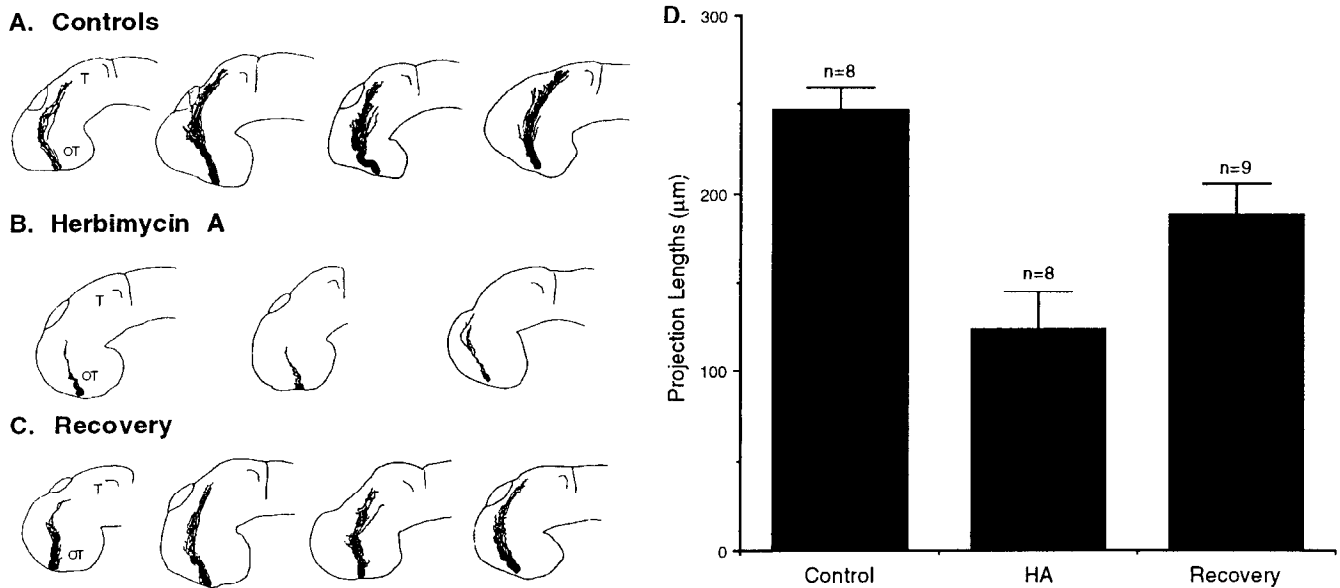 A. Controls
T
OT
B. Herbimycin A
T
OT
C. Recovery
T
OT
D.
Projection Lengths (µm)
300
200
100
0
n=8
n=8
n=9
Control
HA
Recovery